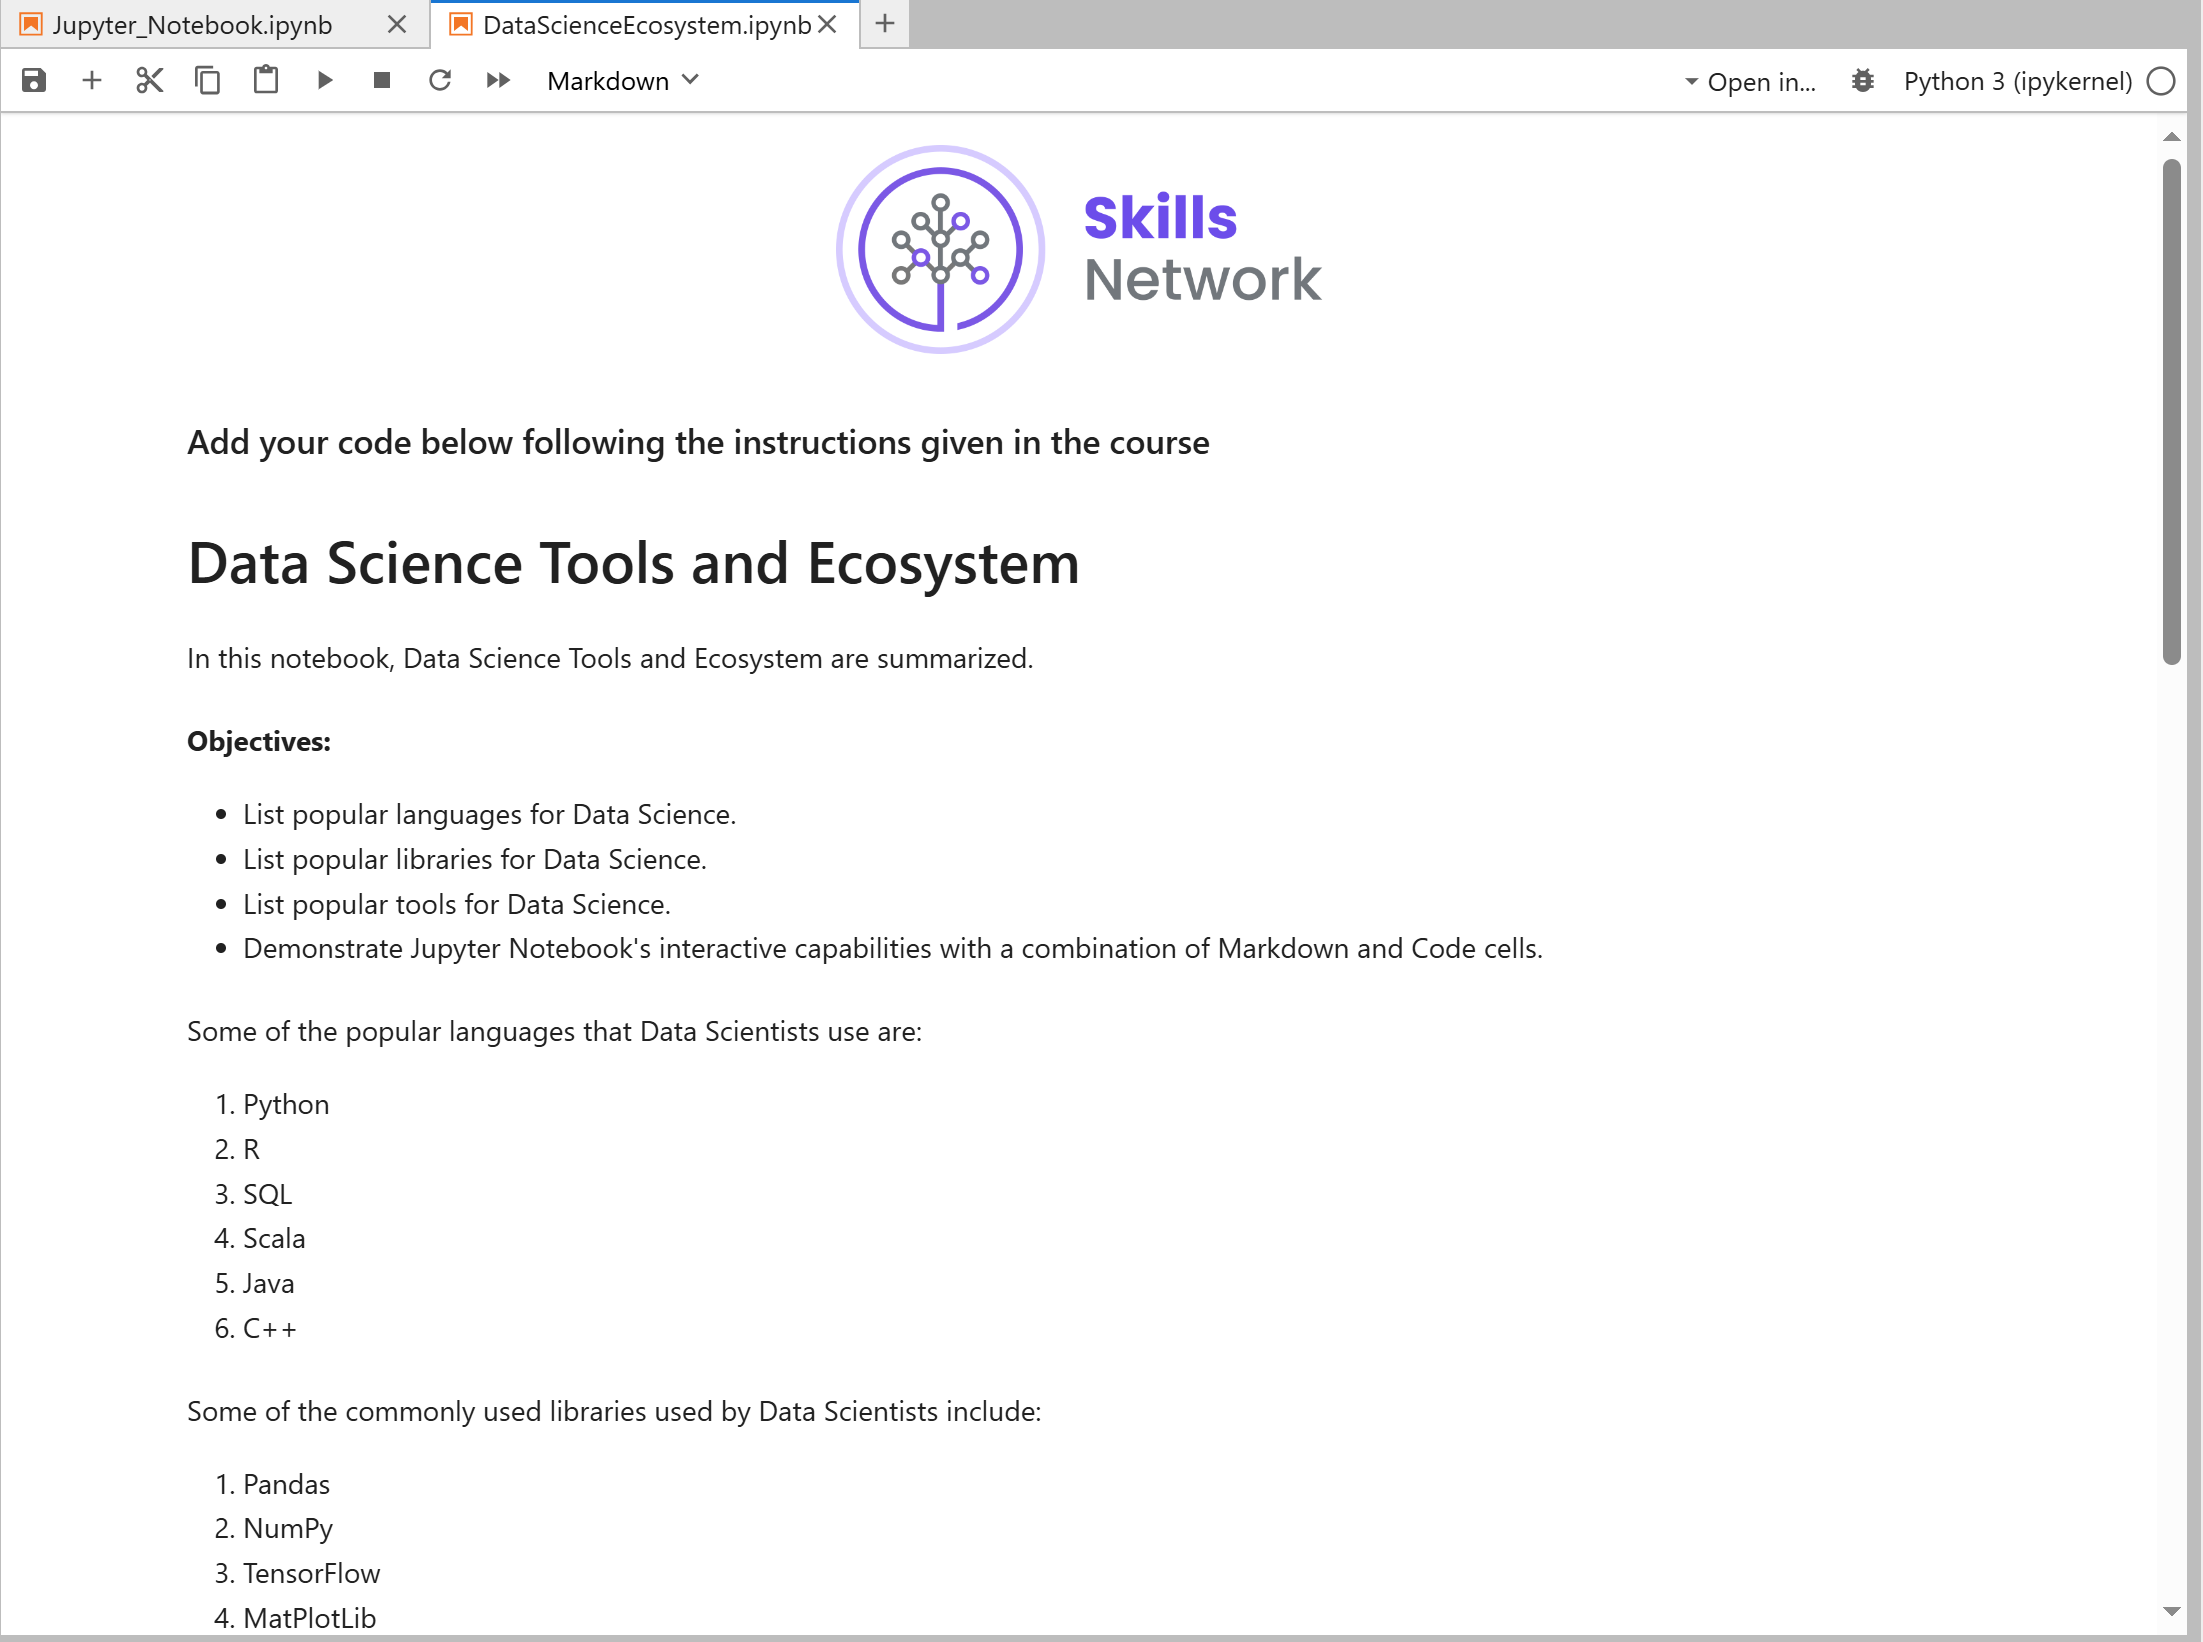 Jupyter_Notebook.ipynb
DataScienceEcosystem.ipynb
Markdown
Open in...
Python 3 (ipykernel)
Skills
Network
Add your code below following the instructions given in the course
Data Science Tools and Ecosystem
In this notebook, Data Science Tools and Ecosystem are summarized.
Objectives:
• List popular languages for Data Science.
• List popular libraries for Data Science.
• List popular tools for Data Science.
• Demonstrate Jupyter Notebook's interactive capabilities with a combination of Markdown and Code cells.
Some of the popular languages that Data Scientists use are:
1. Python
2. R
3. SQL
4. Scala
5. Java
6. C++
Some of the commonly used libraries used by Data Scientists include:
1. Pandas
2. NumPy
3. TensorFlow
4. MatPlotLib